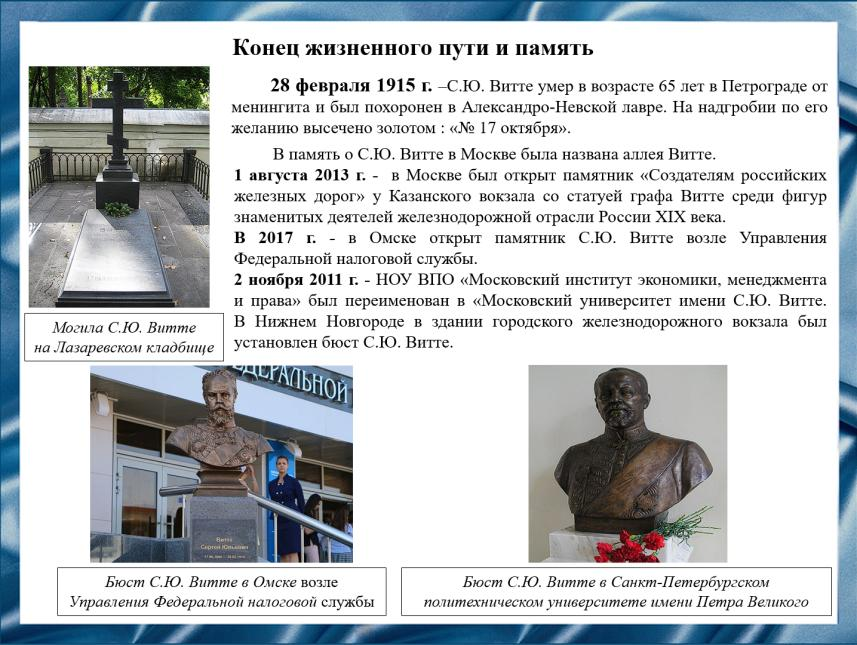 Конец жизненного пути и память
28 февраля 1915 г. –С.Ю. Витте умер в возрасте 65 лет в Петрограде от
менингита и был похоронен в Александро-Невской лавре. На надгробии по его
желанию высечено золотом : «№ 17 октября».
В память о С.Ю. Витте в Москве была названа аллея Витте.
1 августа 2013 г. - в Москве был открыт памятник «Создателям российских
железных дорог» у Казанского вокзала со статуей графа Витте среди фигур
знаменитых деятелей железнодорожной отрасли России XIX века.
В 2017 г. - в Омске открыт памятник С.Ю. Витте возле Управления
Федеральной налоговой службы.
2 ноября 2011 г. - НОУ ВПО «Московский институт экономики, менеджмента
и права» был переименован в «Московский университет имени С.Ю. Витте.
В Нижнем Новгороде в здании городского железнодорожного вокзала был
установлен бюст С.Ю. Витте.
Могила С.Ю. Витте
на Лазаревском кладбище
ЕДЕРАЛЬНОЙ
Витте
Сергей Юльевич
Бюст С.Ю. Витте в Омске возле
Управления Федеральной налоговой службы
Бюст С.Ю. Витте в Санкт-Петербургском
политехническом университете имени Петра Великого